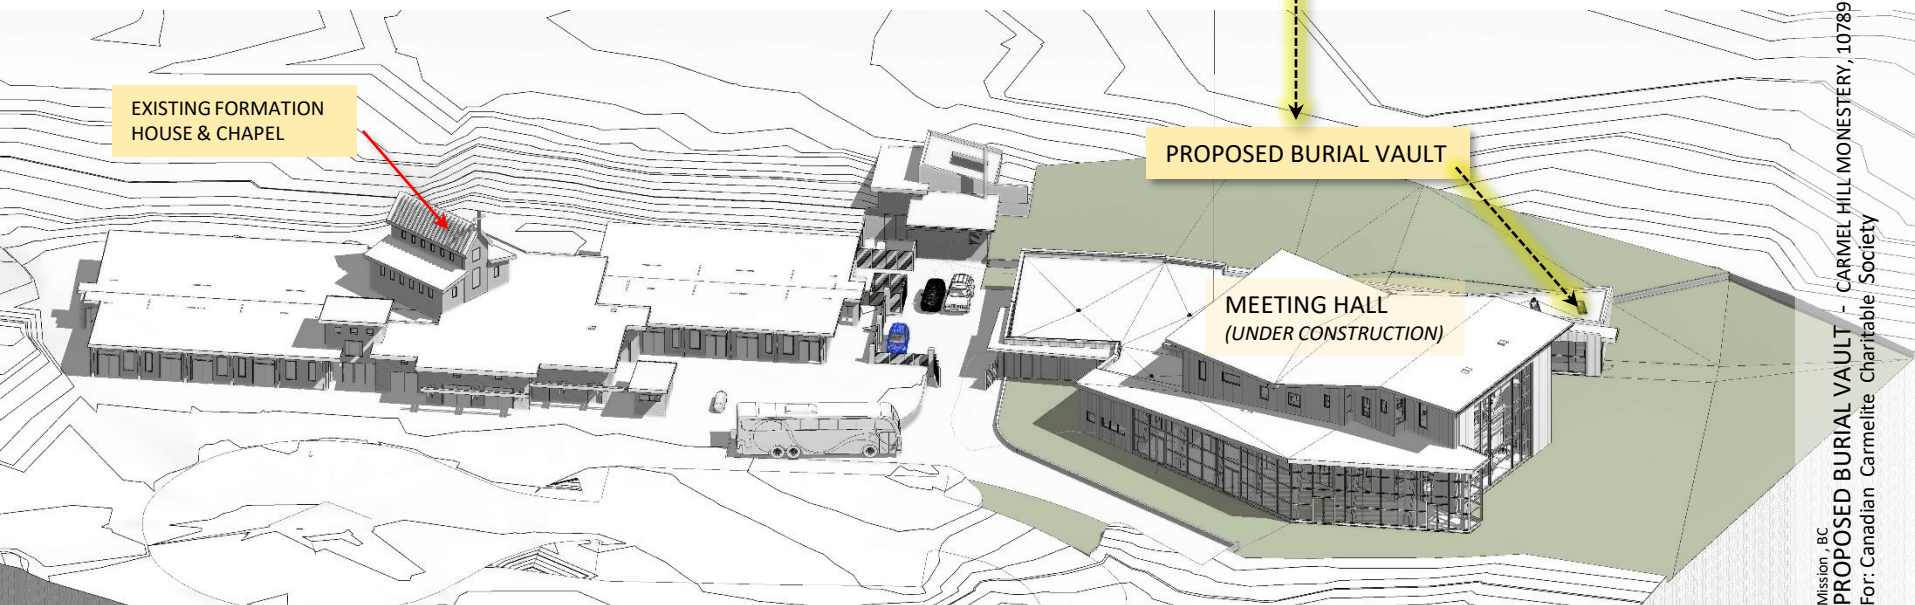 EXISTING FORMATION
HOUSE & CHAPEL
PROPOSED BURIAL VAULT
MEETING HALL
(UNDER CONSTRUCTION)
Mission, BC
PROPOSED BURIAL VAULT - CARMEL HILL MONESTERY, 10789
For: Canadian Carmelite Charitable Society